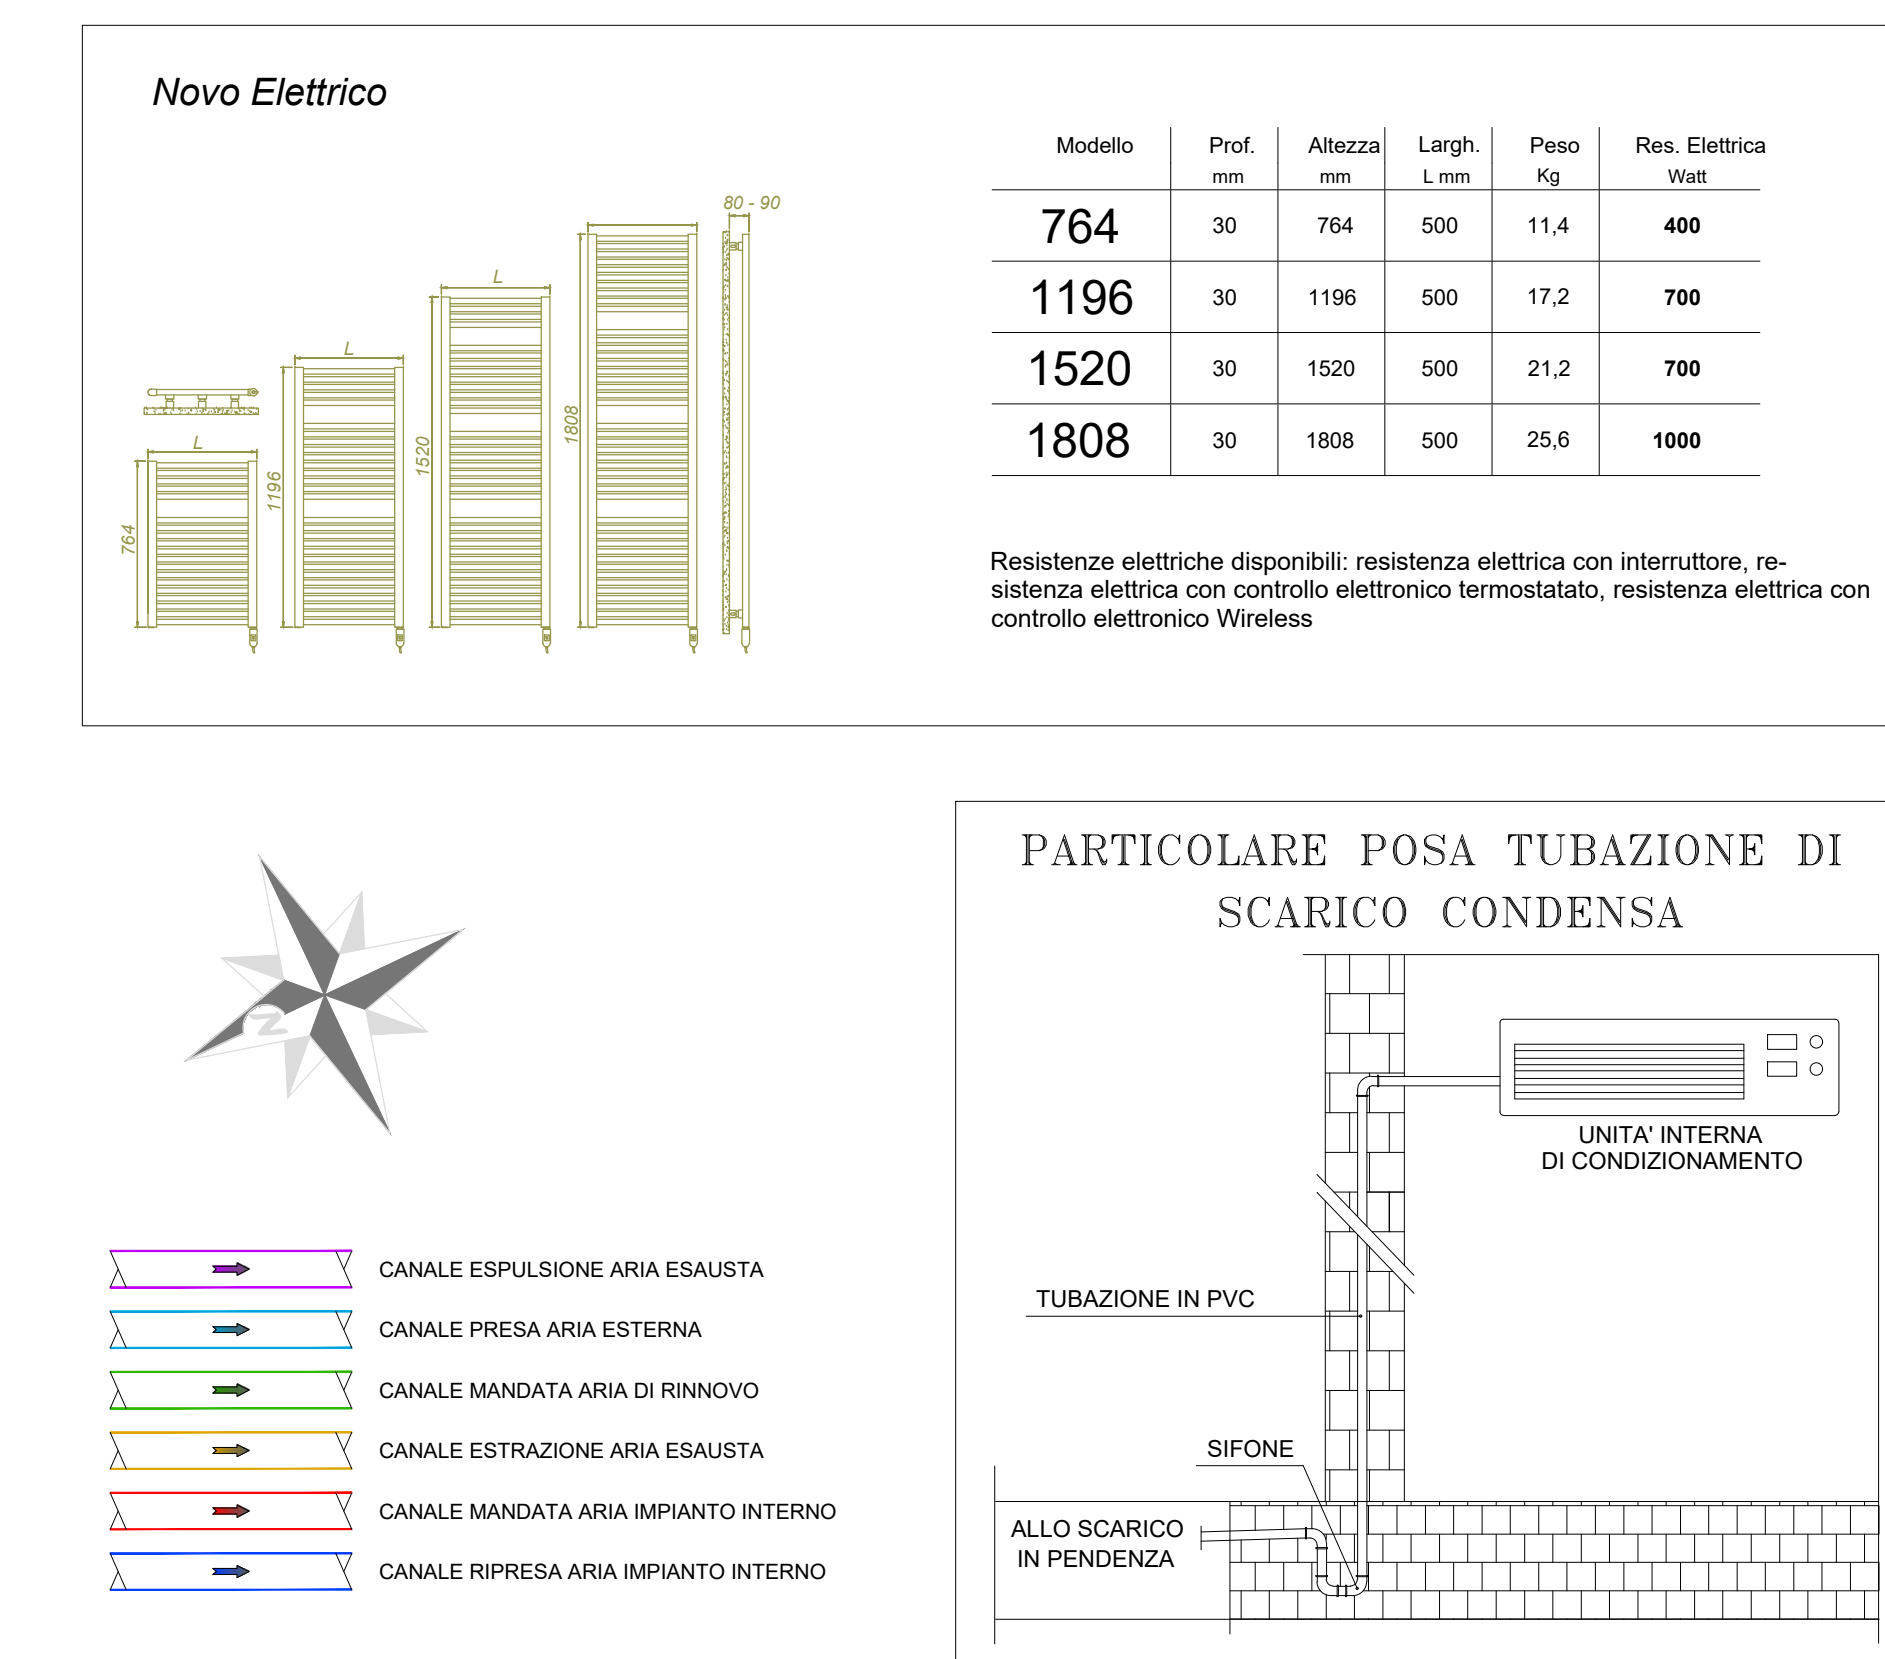 Novo Elettrico
80 - 90
L
L
L
764
1196
1520
1808
Modello Prof. Altezza Largh. Peso Res. Elettrica
mm mm L mm Kg Watt
764 30 764 500 11,4 400
1196 30 1196 500 17,2 700
1520 30 1520 500 21,2 700
1808 30 1808 500 25,6 1000
Resistenze elettriche disponibili: resistenza elettrica con interruttore, re-
sistenza elettrica con controllo elettronico termostatato, resistenza elettrica con
controllo elettronico Wireless
N
CANALE ESPULSIONE ARIA ESAUSTA
CANALE PRESA ARIA ESTERNA
CANALE MANDATA ARIA DI RINNOVO
CANALE ESTRAZIONE ARIA ESAUSTA
CANALE MANDATA ARIA IMPIANTO INTERNO
CANALE RIPRESA ARIA IMPIANTO INTERNO
PARTICOLARE POSA TUBAZIONE DI
SCARICO CONDENSA
UNITA' INTERNA
DI CONDIZIONAMENTO
TUBAZIONE IN PVC
SIFONE
ALLO SCARICO
IN PENDENZA